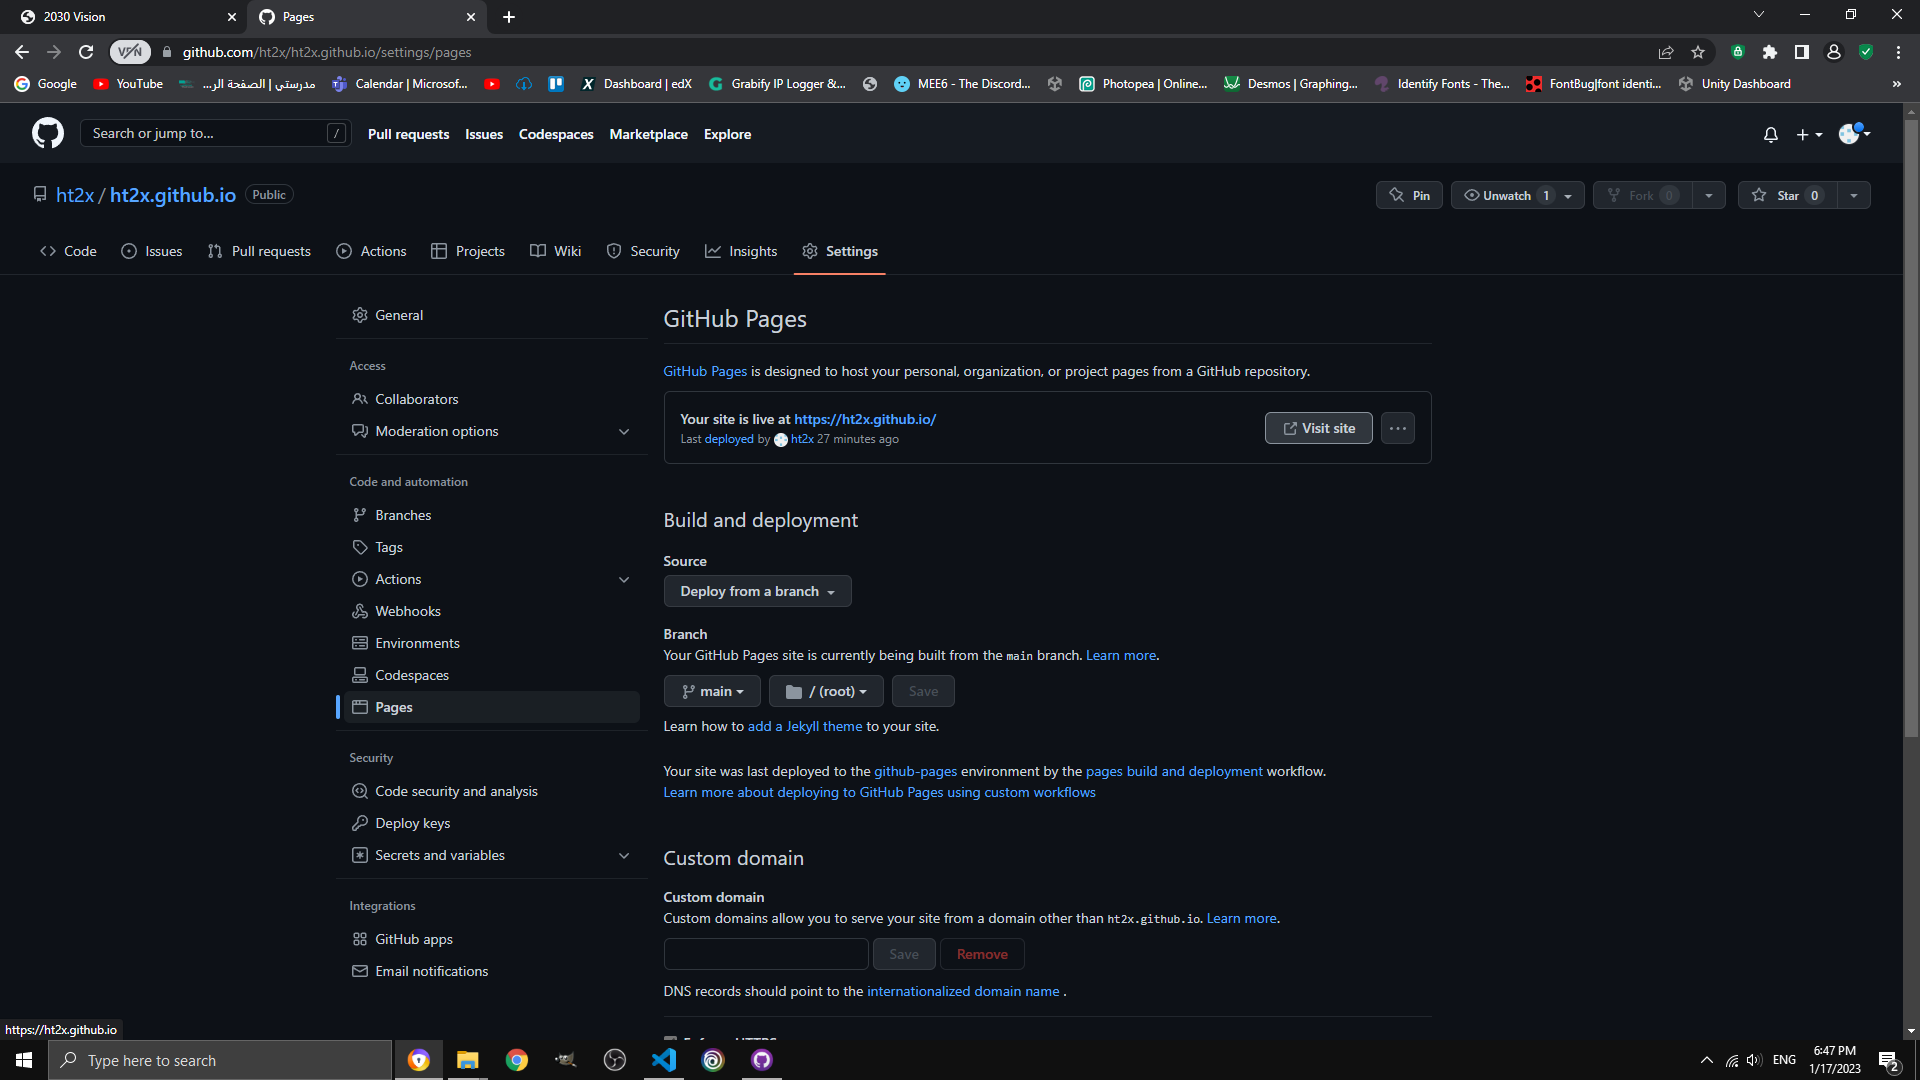 2030 Vision
Pages
VPN
github.com/ht2x/ht2x.github.io/settings/pages
Google
YouTube
مدرستي | الصفحة الر...
Calendar | Microsof...
Dashboard | edX
Grabify IP Logger &...
MEE6 - The Discord...
Photopea | Online...
Desmos | Graphing...
Identify Fonts - The...
FontBug|font identi...
Unity Dashboard
»
Search or jump to...
/
Pull requests
Issues
Codespaces
Marketplace
Explore
ht2x / ht2x.github.io
Public
Pin
Unwatch 1
Fork 0
Star 0
Code
Issues
Pull requests
Actions
Projects
Wiki
Security
Insights
Settings
General
Access
Collaborators
Moderation options
Code and automation
Branches
Tags
Actions
Webhooks
Environments
Codespaces
Pages
Security
Code security and analysis
Deploy keys
Secrets and variables
Integrations
GitHub apps
Email notifications
GitHub Pages
GitHub Pages is designed to host your personal, organization, or project pages from a GitHub repository.
Your site is live at https://ht2x.github.io/
Last deployed by ht2x 27 minutes ago
Visit site
Build and deployment
Source
Deploy from a branch
Branch
Your GitHub Pages site is currently being built from the main branch. Learn more.
main
/ (root)
Save
Learn how to add a Jekyll theme to your site.
Your site was last deployed to the github-pages environment by the pages build and deployment workflow.
Learn more about deploying to GitHub Pages using custom workflows
Custom domain
Custom domain
Custom domains allow you to serve your site from a domain other than ht2x.github.io. Learn more.
Save
Remove
DNS records should point to the internationalized domain name .
Enforce HTTPS
https://ht2x.github.io
Type here to search
ENG
6:47 PM
1/17/2023
2